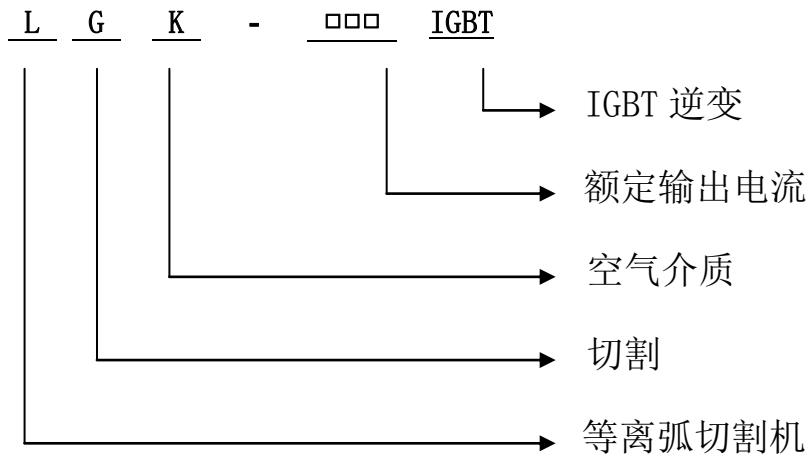 L G K - □□□ IGBT
IGBT 逆变
额定输出电流
空气介质
切割
等离弧切割机